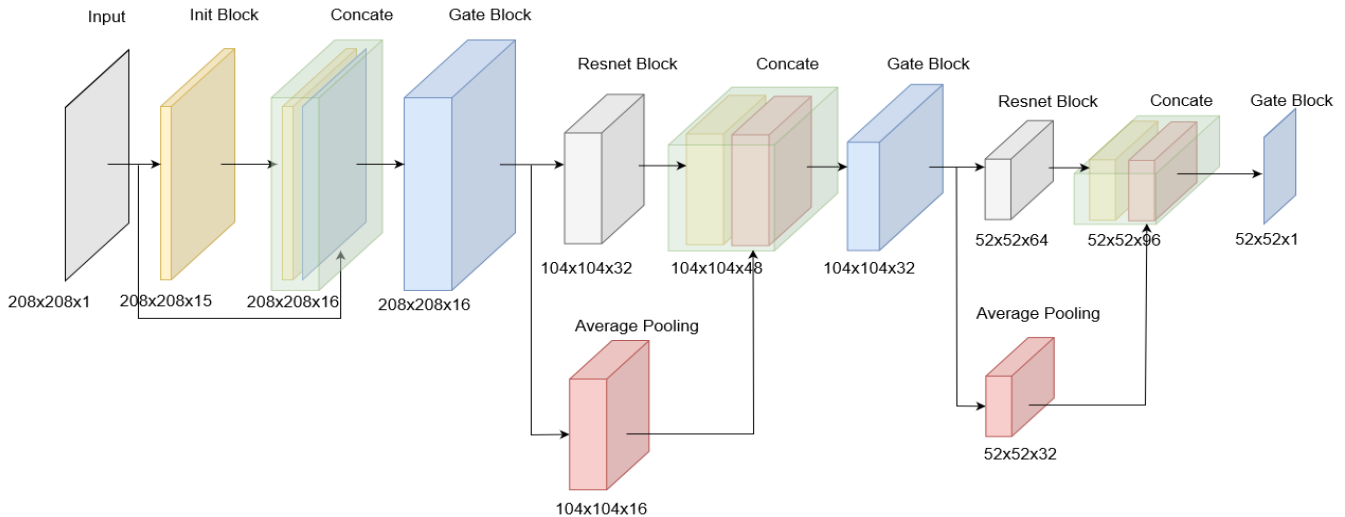 Input
Init Block
Concate
Gate Block
Resnet Block
Concate
Gate Block
Resnet Block
Concate
Gate Block
208x208x1
208x208x15
208x208x16
208x208x16
104x104x32
104x104x48
104x104x32
52x52x64
52x52x96
52x52x1
Average Pooling
104x104x16
Average Pooling
52x52x32